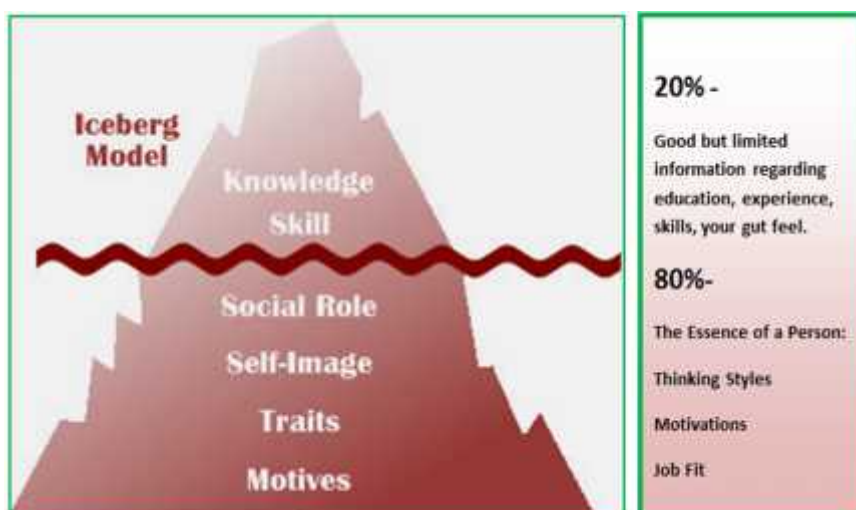 Iceberg
Model
Knowledge
Skill
Social Role
Self-Image
Traits
Motives
20% -
Good but limited
information regarding
education, experience,
skills, your gut feel.
80%-
The Essence of a Person:
Thinking Styles
Motivations
Job Fit